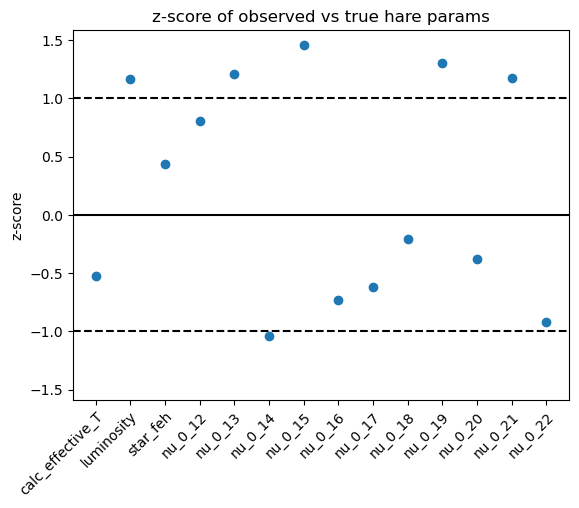 z-score of observed vs true hare params
1.5
1.0
0.5
0.0
−0.5
−1.0
−1.5
z-score
calc_effective_T
luminosity
star_feh
nu_0_12
nu_0_13
nu_0_14
nu_0_15
nu_0_16
nu_0_17
nu_0_18
nu_0_19
nu_0_20
nu_0_21
nu_0_22